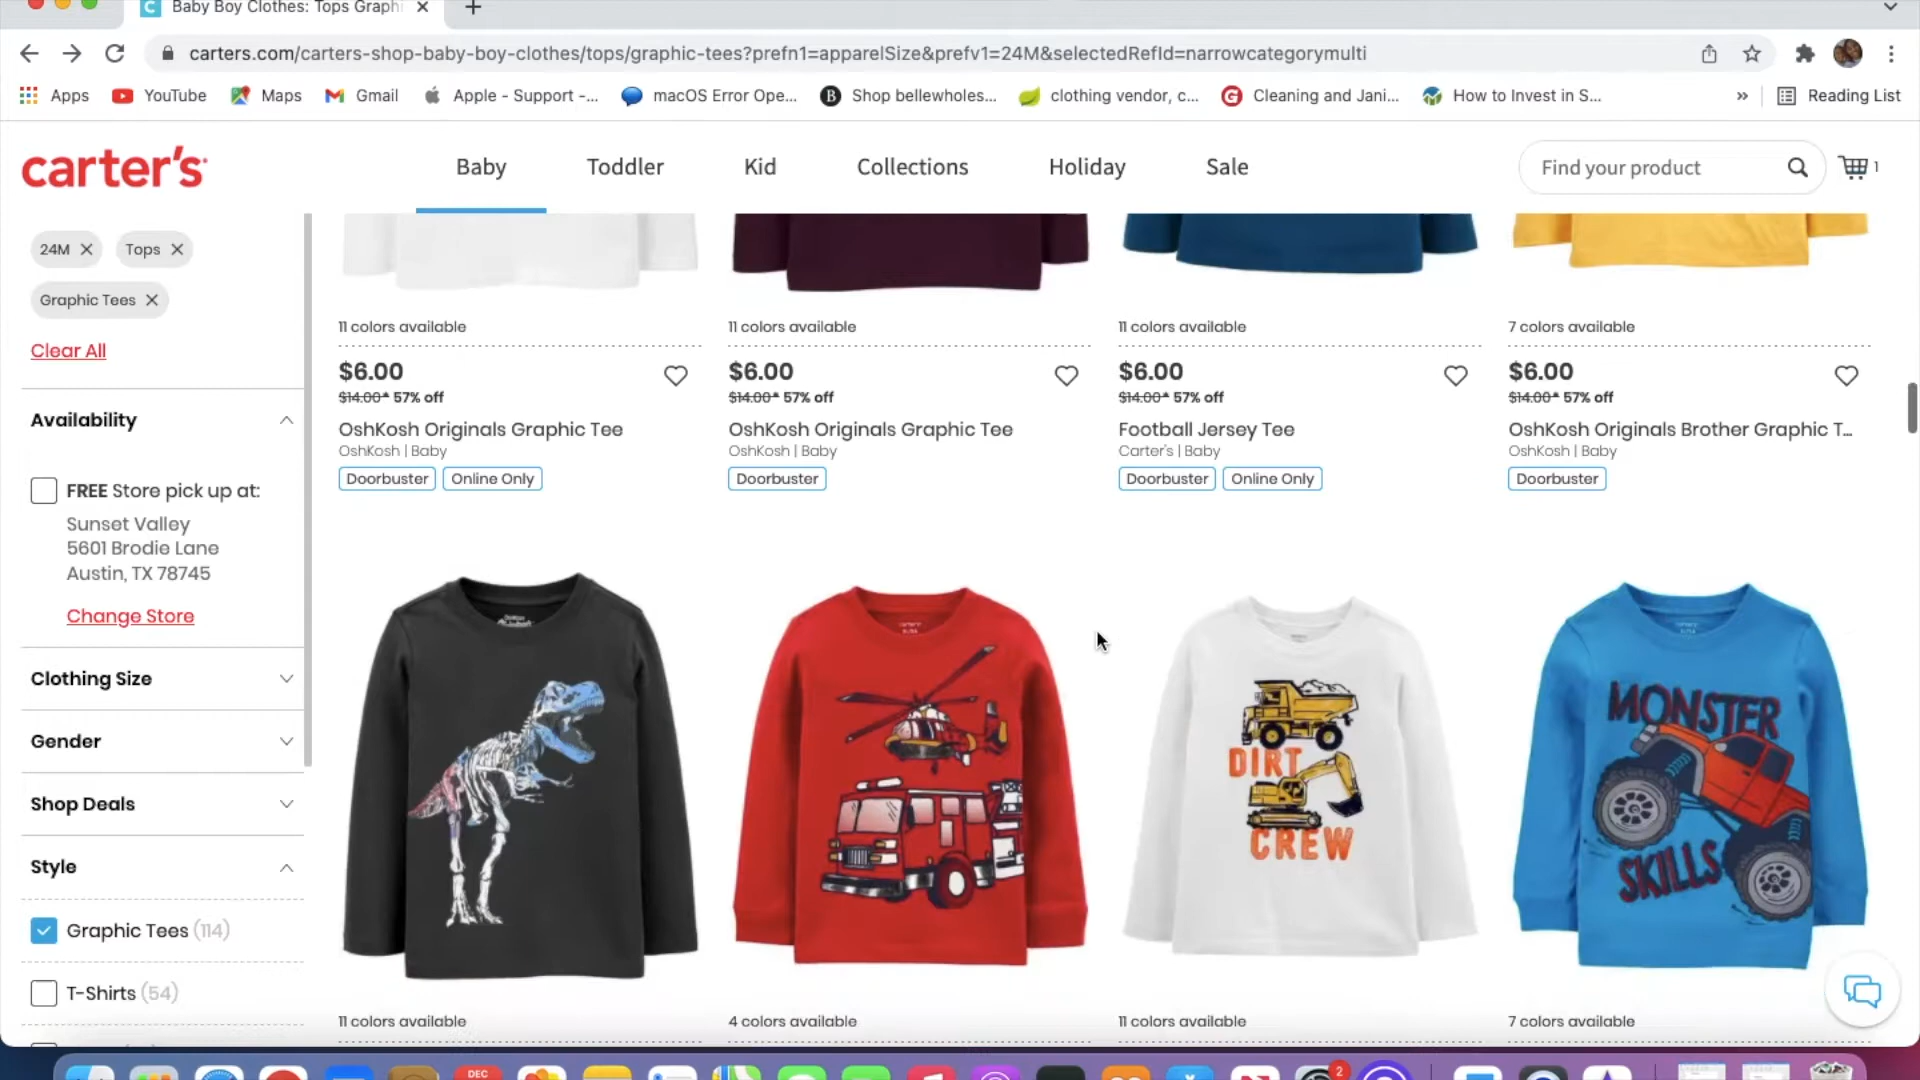 Baby Boy Clothes: Tops Graphi
carters.com/carters-shop-baby-boy-clothes/tops/graphic-tees?prefn1=apparelSize&prefv1=24M&selectedRefId=narrowcategorymulti
Apps YouTube Maps Gmail Apple - Support -... macOS Error Ope... B Shop bellewholes... clothing vendor, c... G Cleaning and Jani... How to Invest in S... » Reading List
carter's Baby Toddler Kid Collections Holiday Sale Find your product 1
24M Tops
Graphic Tees
Clear All
Availability
FREE Store pick up at:
Sunset Valley
5601 Brodie Lane
Austin, TX 78745
Change Store
Clothing Size
Gender
Shop Deals
Style
Graphic Tees (114)
T-Shirts (54)
11 colors available
$6.00
$14.00* 57% off
OshKosh Originals Graphic Tee
OshKosh | Baby
Doorbuster Online Only
11 colors available
$6.00
$14.00* 57% off
OshKosh Originals Graphic Tee
OshKosh | Baby
Doorbuster
11 colors available
$6.00
$14.00* 57% off
Football Jersey Tee
Carter's | Baby
Doorbuster Online Only
7 colors available
$6.00
$14.00* 57% off
OshKosh Originals Brother Graphic T...
OshKosh | Baby
Doorbuster
DIRT
CREW
MONSTER
SKILLS
11 colors available
4 colors available
11 colors available
7 colors available
DEC
2